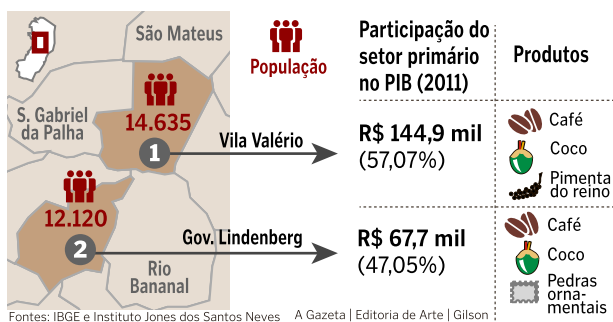 São Mateus
S. Gabriel
da Palha
14.635
1
12.120
2
Rio
Bananal
População
Vila Valério
Gov. Lindenberg
Participação do
setor primário
no PIB (2011)
R$ 144,9 mil
(57,07%)
R$ 67,7 mil
(47,05%)
Produtos
Café
Coco
Pimenta
do reino
Café
Coco
Pedras
orna-
mentais
Fontes: IBGE e Instituto Jones dos Santos Neves
A Gazeta | Editoria de Arte | Gilson